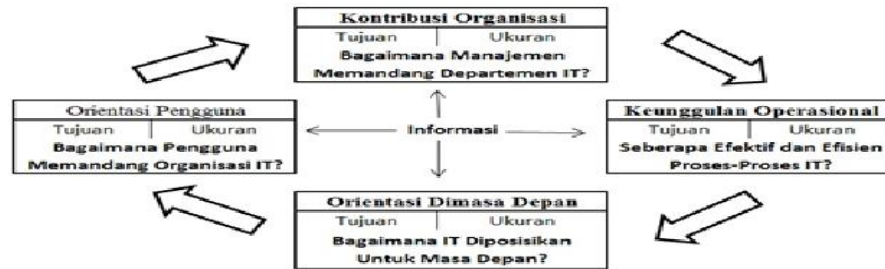 Kontribusi Organisasi
Tujuan Ukuran
Bagaimana Manajemen
Memandang Departemen IT?
Orientasi Pengguna
Tujuan Ukuran
Bagaimana Pengguna
Memandang Organisasi IT?
Informasi
Keunggulan Operasional
Tujuan Ukuran
Seberapa Efektif dan Efisien
Proses-Proses IT?
Orientasi Dimasa Depan
Tujuan Ukuran
Bagaimana IT Diposisikan
Untuk Masa Depan?